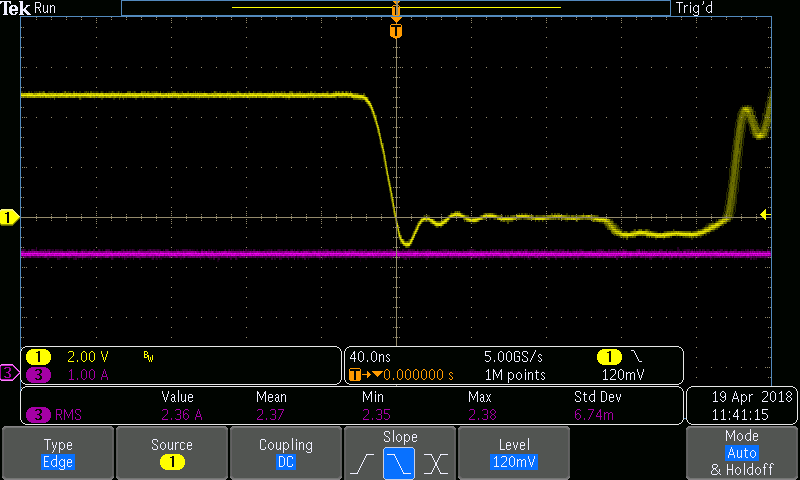 Tek Run Trig'd
T
T
1
1 2.00 V BW
3 1.00 A
40.0ns 5.00GS/s 1 120mV
T→▼0.000000 s 1M points
3
Value Mean Min Max Std Dev
3 RMS 2.36 A 2.37 2.35 2.38 6.74m
19 Apr 2018
11:41:15
Type
Edge
Source
1
Coupling
DC
Slope
Level
120mV
Mode
Auto
& Holdoff